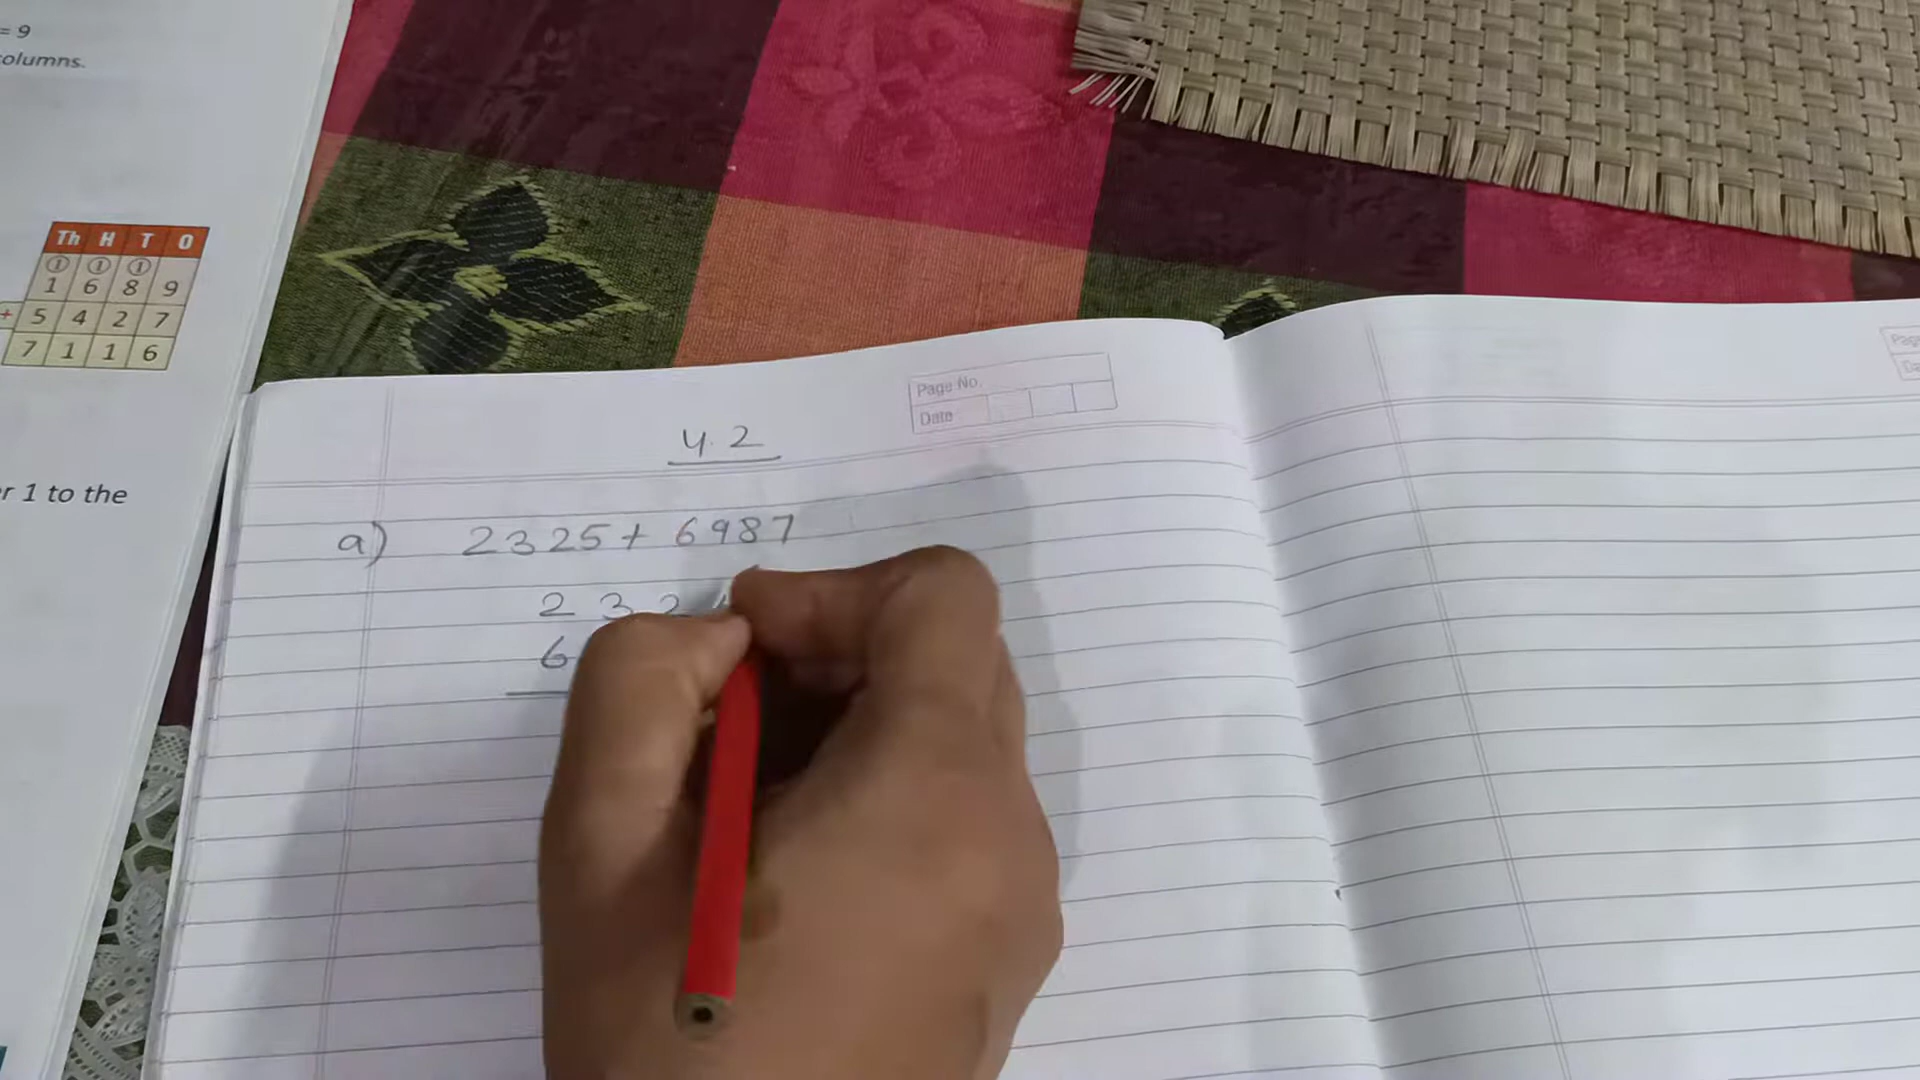 = 9
columns.
Th H T O
1 1 1
1 6 8 9
+ 5 4 2 7
7 1 1 6
r 1 to the
Page No.
Date
4.2
a) 2325 + 6987
2 3 2
6